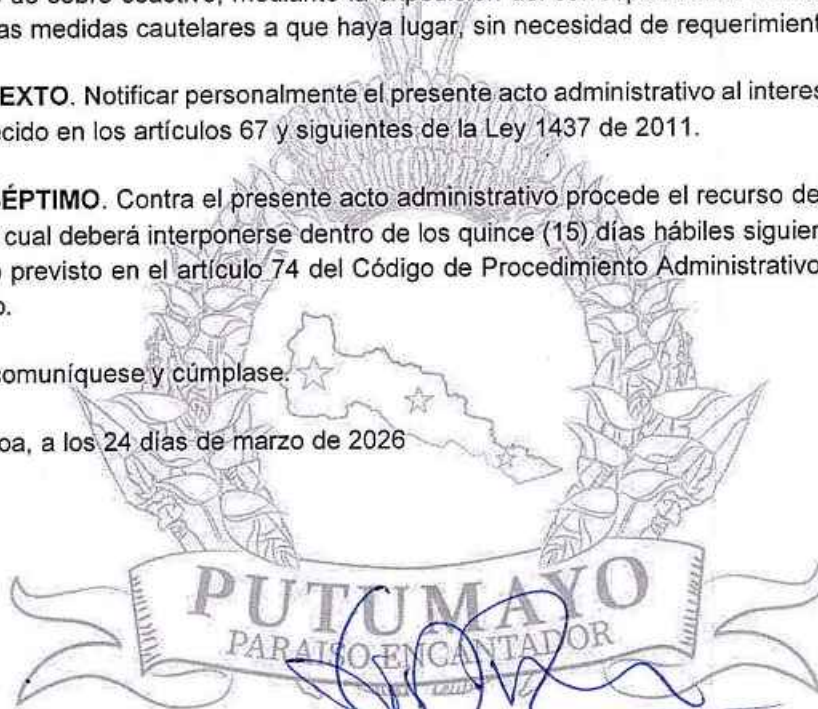 as medidas cautelares a que haya lugar, sin necesidad de requerimient
EXTO. Notificar personalmente el presente acto administrativo al interes
ecido en los artículos 67 y siguientes de la Ley 1437 de 2011.
ÉPTIMO. Contra el presente acto administrativo procede el recurso de
cual deberá interponerse dentro de los quince (15) días hábiles siguien
previsto en el artículo 74 del Código de Procedimiento Administrativo
o.
comuníquese y cúmplase.
oa, a los 24 días de marzo de 2026
PUTUMAYO
PARAISO ENCANTADOR